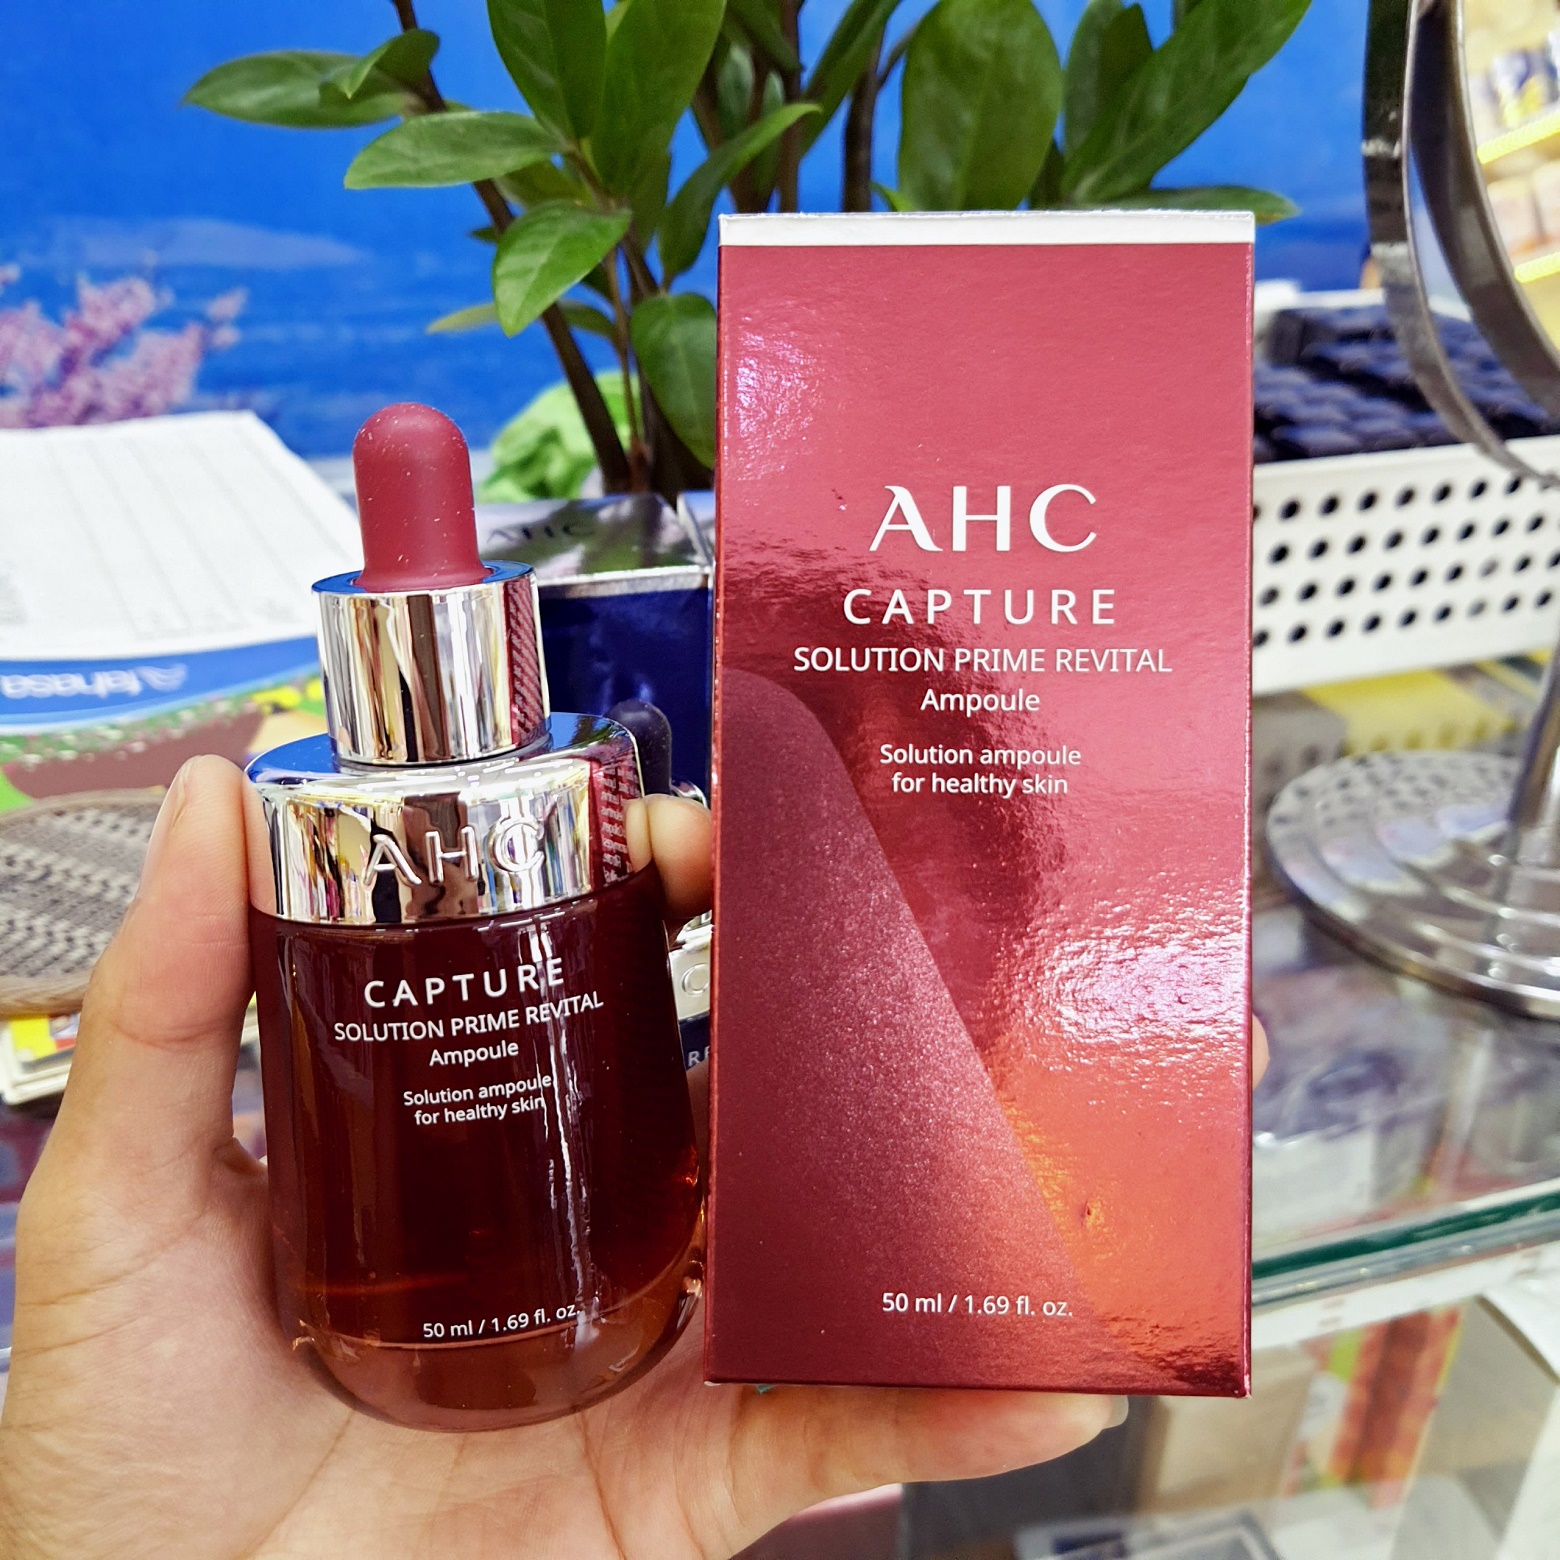 AHC
CAPTURE
SOLUTION PRIME REVITAL
Ampoule
Solution ampoule
for healthy skin
50 ml / 1.69 fl. oz.
AHC
CAPTURE
SOLUTION PRIME REVITAL
Ampoule
Solution ampoule
for healthy skin
50 ml / 1.69 fl. oz.
AHC